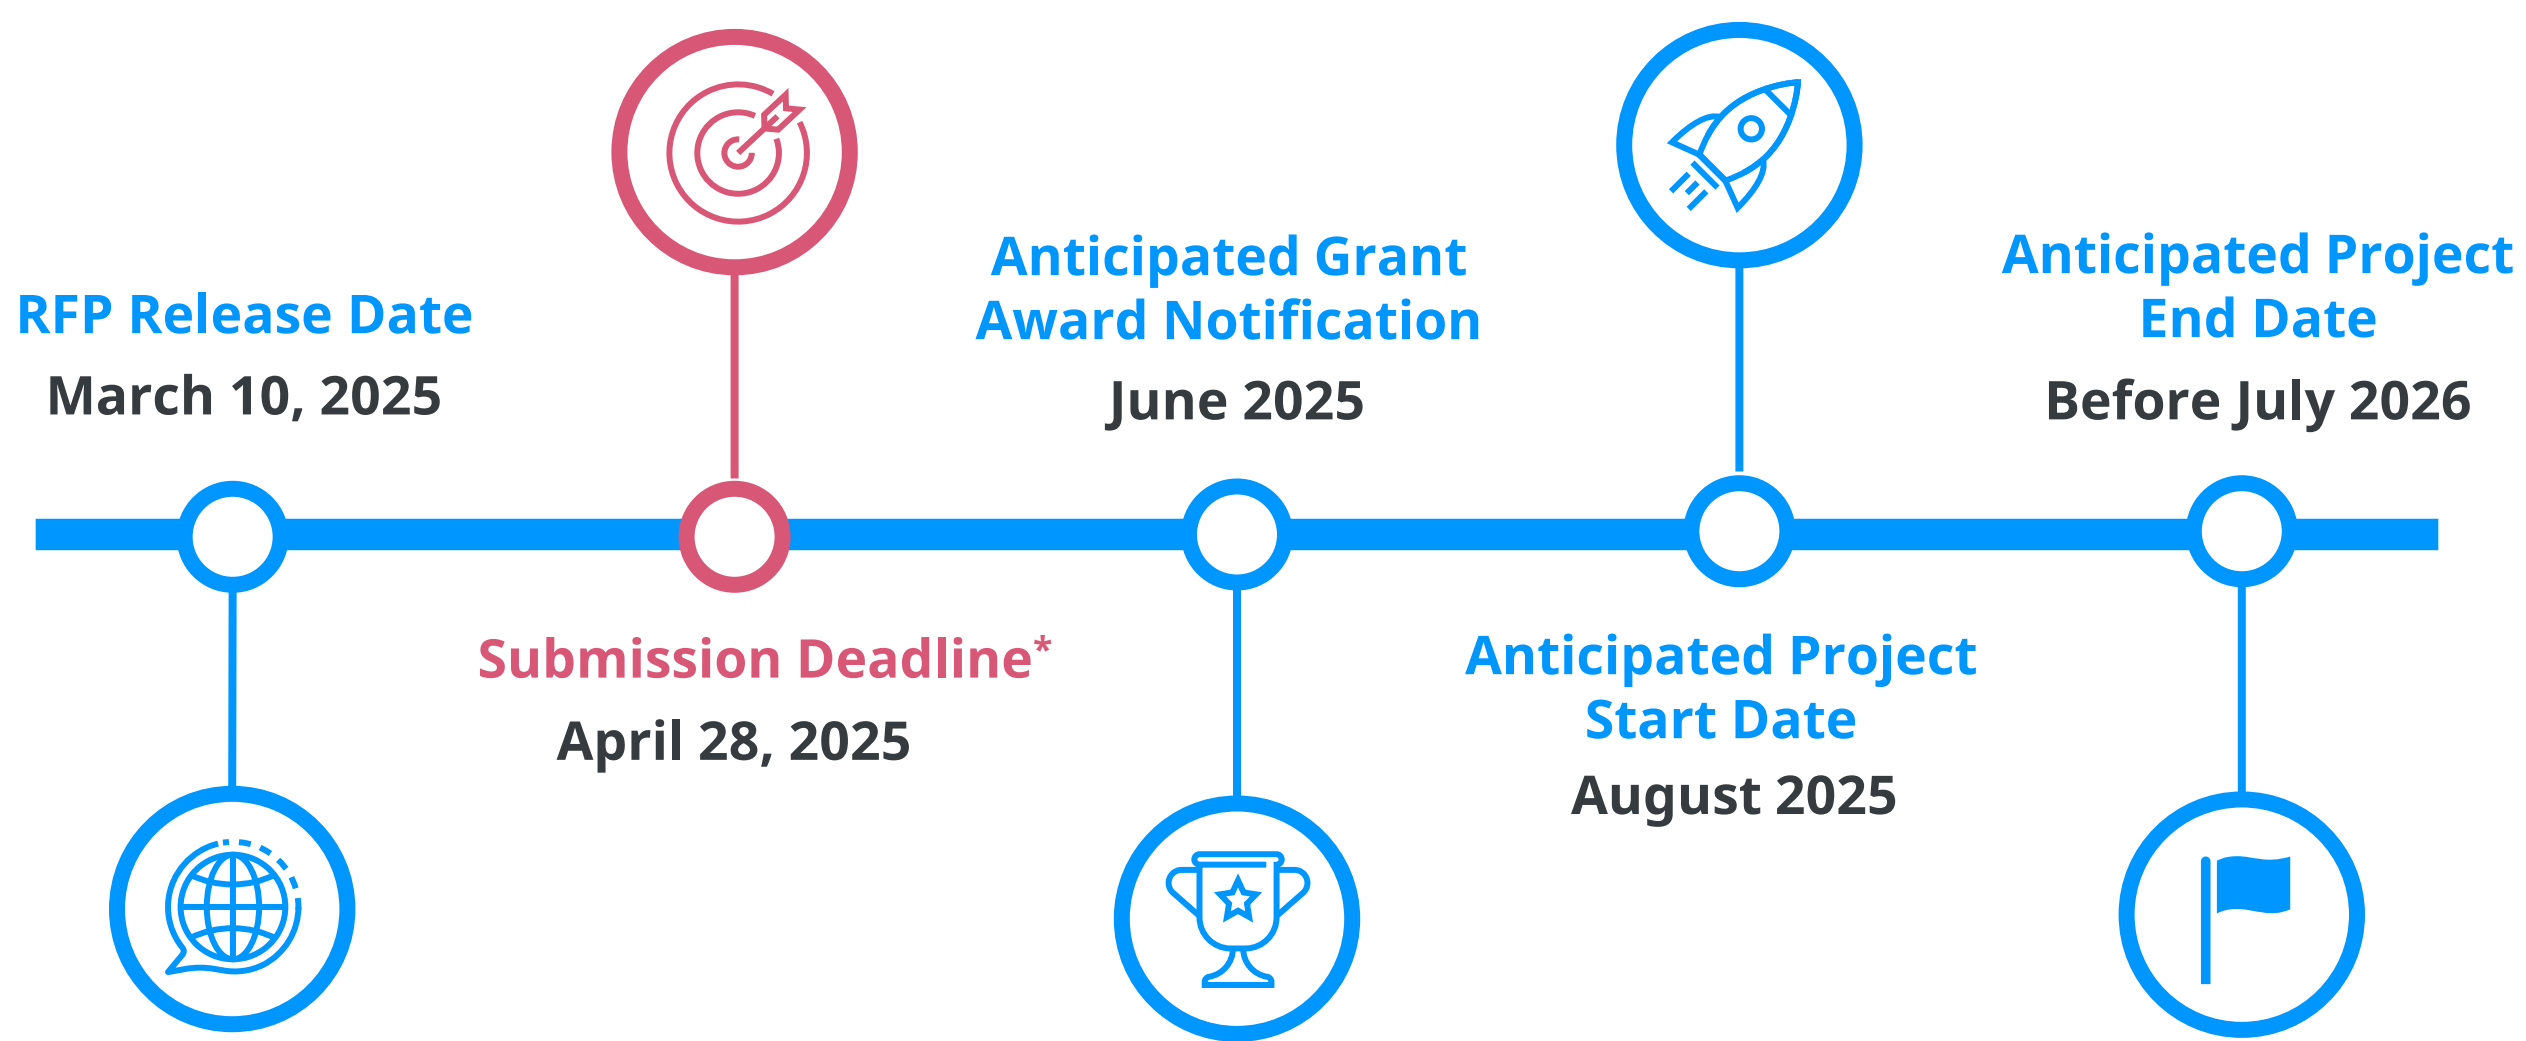 RFP Release Date
March 10, 2025
Submission Deadline*
April 28, 2025
Anticipated Grant
Award Notification
June 2025
Anticipated Project
Start Date
August 2025
Anticipated Project
End Date
Before July 2026